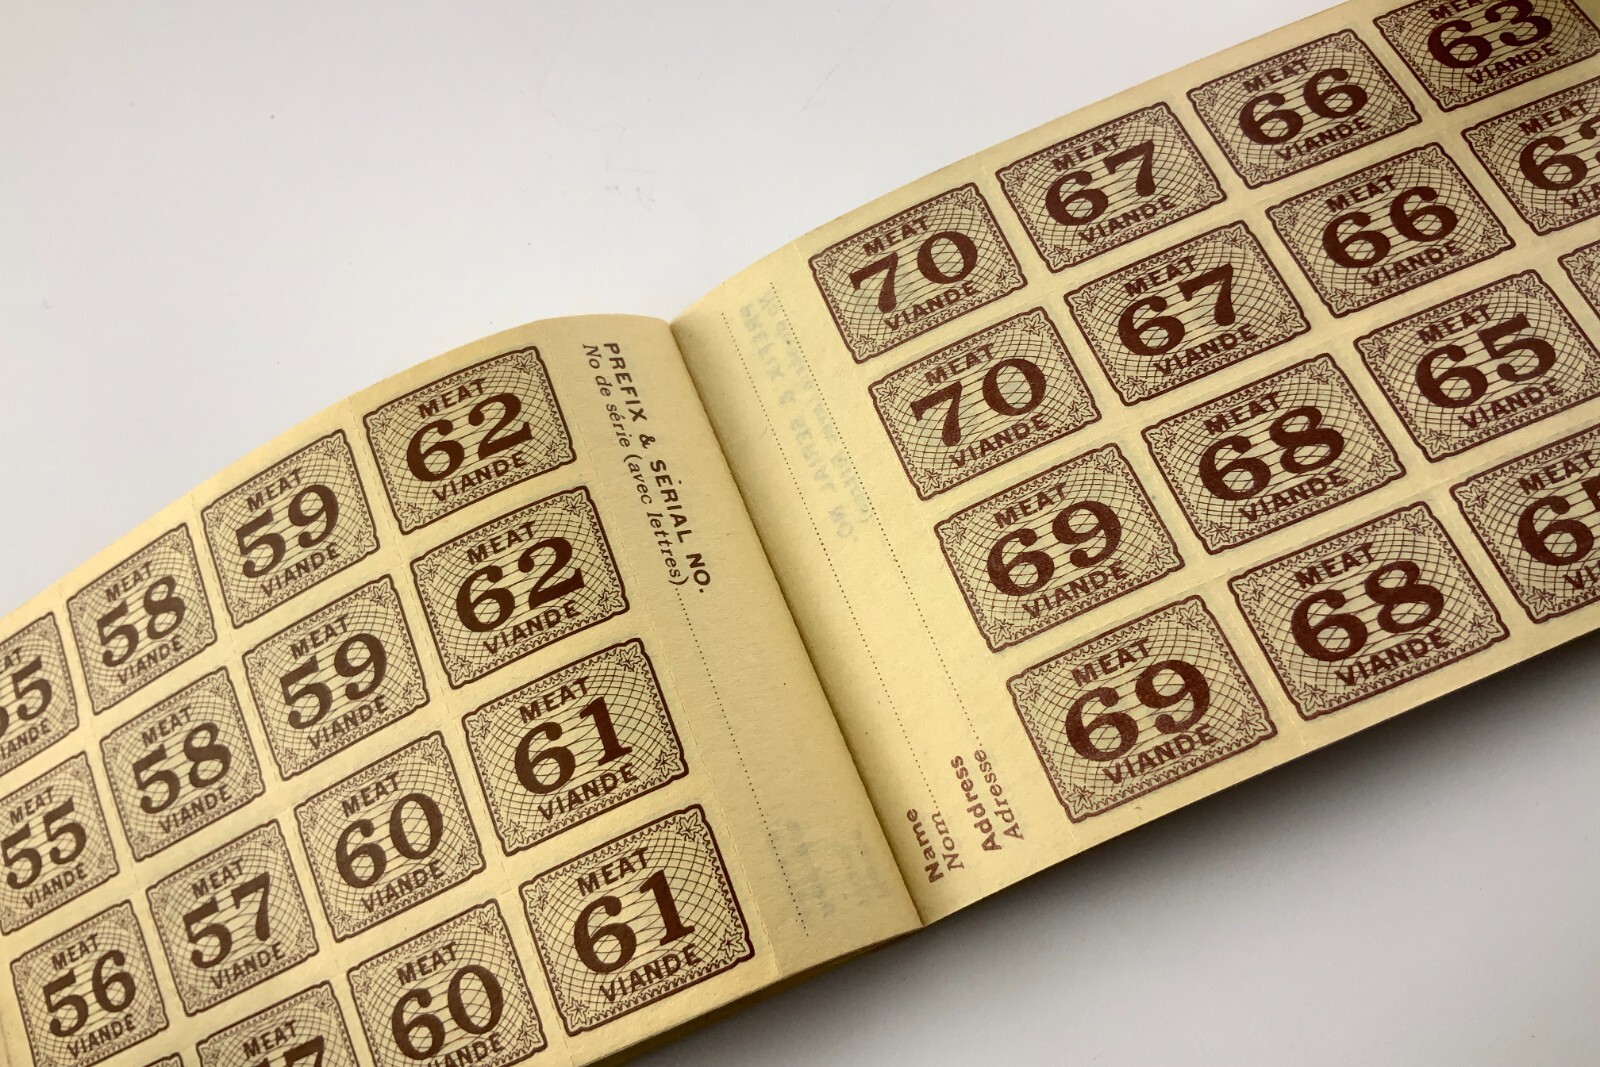 MEAT
62
VIANDE
MEAT
59
VIANDE
MEAT
58
VIANDE
55
MEAT
62
VIANDE
MEAT
59
VIANDE
MEAT
58
VIANDE
MEAT
55
VIANDE
MEAT
61
VIANDE
MEAT
60
VIANDE
MEAT
57
VIANDE
MEAT
56
VIANDE
MEAT
61
VIANDE
MEAT
60
VIANDE
MEAT
PREFIX & SERIAL NO.
No de série (avec lettres)
Name
Nom
Address
Adresse
MEAT
70
VIANDE
MEAT
67
VIANDE
MEAT
66
VIANDE
MEAT
63
VIANDE
MEAT
70
VIANDE
MEAT
67
VIANDE
MEAT
66
VIANDE
MEAT
VIANDE
MEAT
69
VIANDE
MEAT
68
VIANDE
MEAT
65
VIANDE
MEAT
69
VIANDE
MEAT
68
VIANDE
MEAT
65